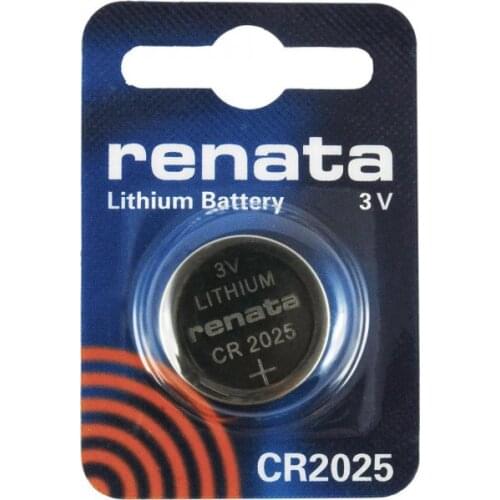 renata
Lithium Battery 3 V
3V
LITHIUM
renata
CR 2025
+
CR2025